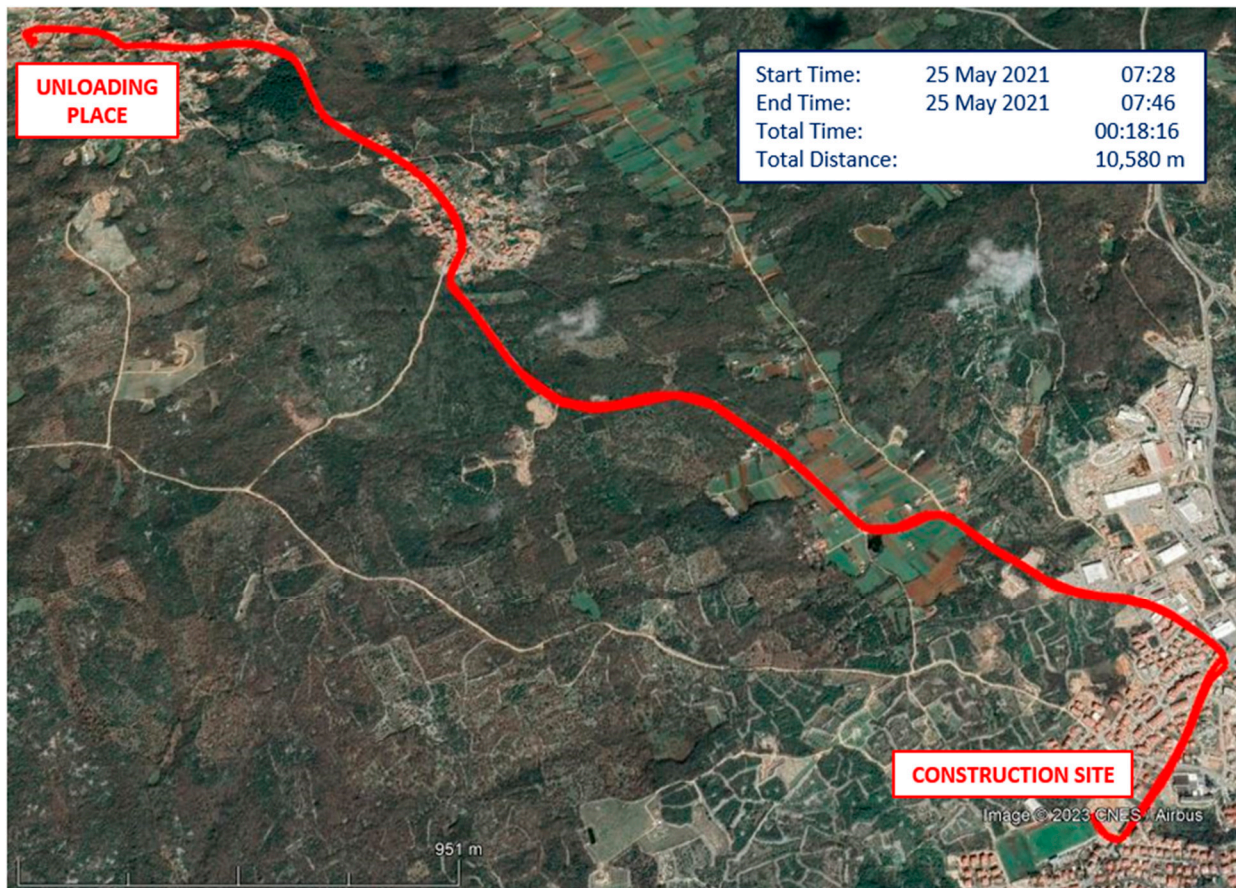 UNLOADING
PLACE
Start Time: 25 May 2021 07:28
End Time: 25 May 2021 07:46
Total Time: 00:18:16
Total Distance: 10,580 m
CONSTRUCTION SITE
Image © 2023 CNES / Airbus
951 m